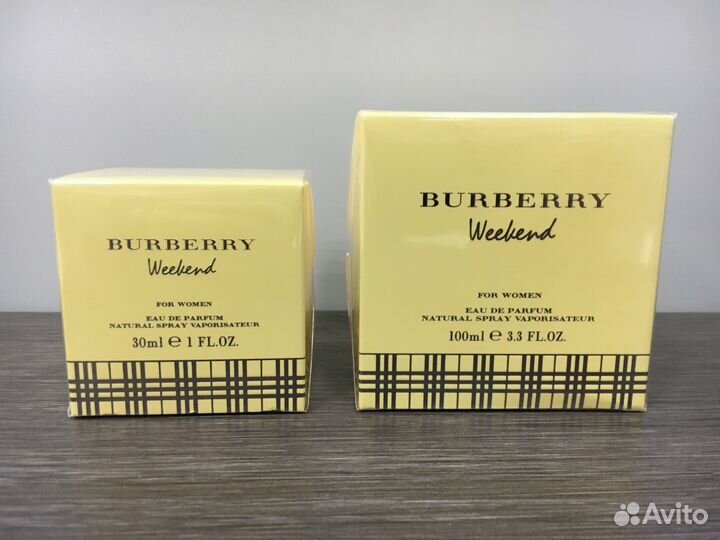 BURBERRY
Weekend
FOR WOMEN
EAU DE PARFUM
NATURAL SPRAY VAPORISATEUR
30ml e 1 FL.OZ.
BURBERRY
Weekend
FOR WOMEN
EAU DE PARFUM
NATURAL SPRAY VAPORISATEUR
100ml e 3.3 FL.OZ.
Avito